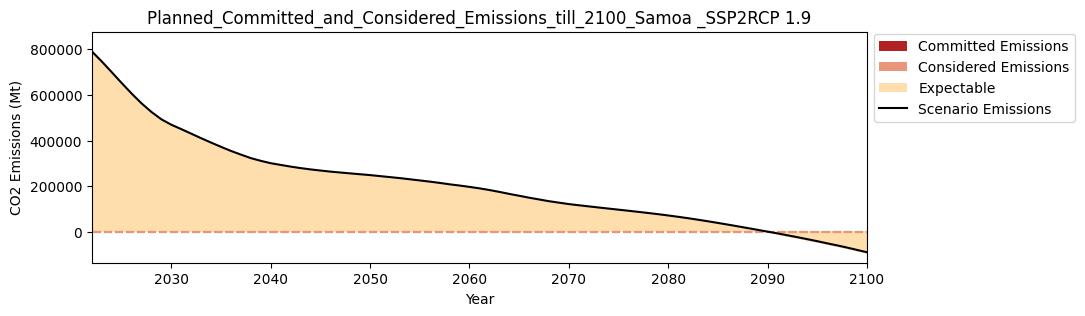 Planned_Committed_and_Considered_Emissions_till_2100_Samoa _SSP2RCP 1.9
CO2 Emissions (Mt)
800000
600000
400000
200000
0
2030 2040 2050 2060 2070 2080 2090 2100
Year
Committed Emissions
Considered Emissions
Expectable
Scenario Emissions